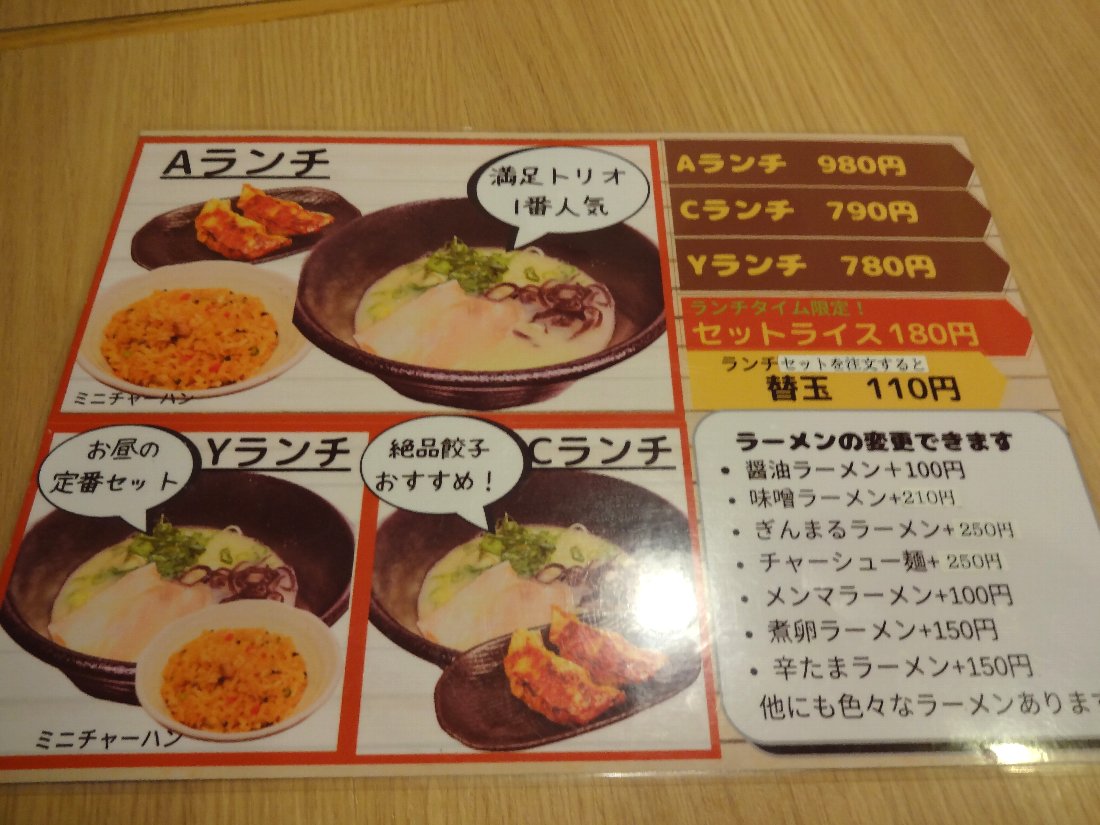 Aランチ
満足トリオ
1番人気
ミニチャーハン
お昼の
定番セット
Yランチ
ミニチャーハン
絶品餃子
おすすめ！
Cランチ
Aランチ 980円
Cランチ 790円
Yランチ 780円
ランチタイム限定！
セットライス180円
ランチセットを注文すると
替玉 110円
ラーメンの変更できます
• 醤油ラーメン+100円
• 味噌ラーメン+210円
• ぎんまるラーメン+250円
• チャーシュー麺+250円
• メンマラーメン+100円
• 煮卵ラーメン+150円
• 辛たまラーメン+150円
他にも色々なラーメンあります